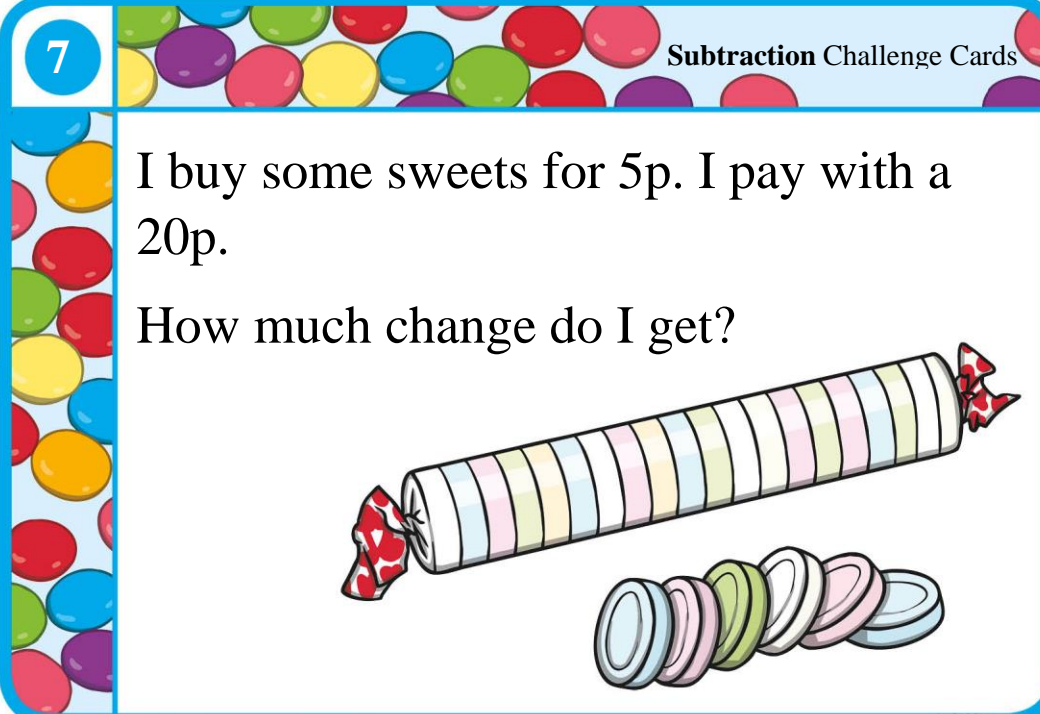 7
Subtraction Challenge Cards
I buy some sweets for 5p. I pay with a
20p.
How much change do I get?